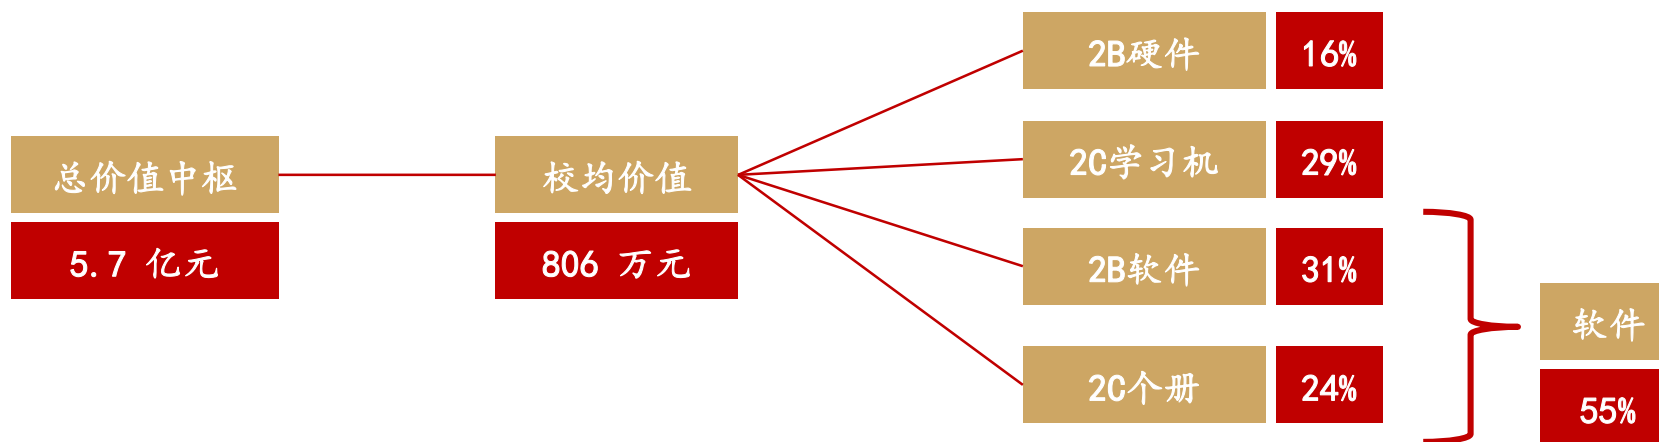 总价值中枢
5.7 亿元
校均价值
806 万元
2B硬件
16%
2C学习机
29%
2B软件
31%
2C个册
24%
软件
55%